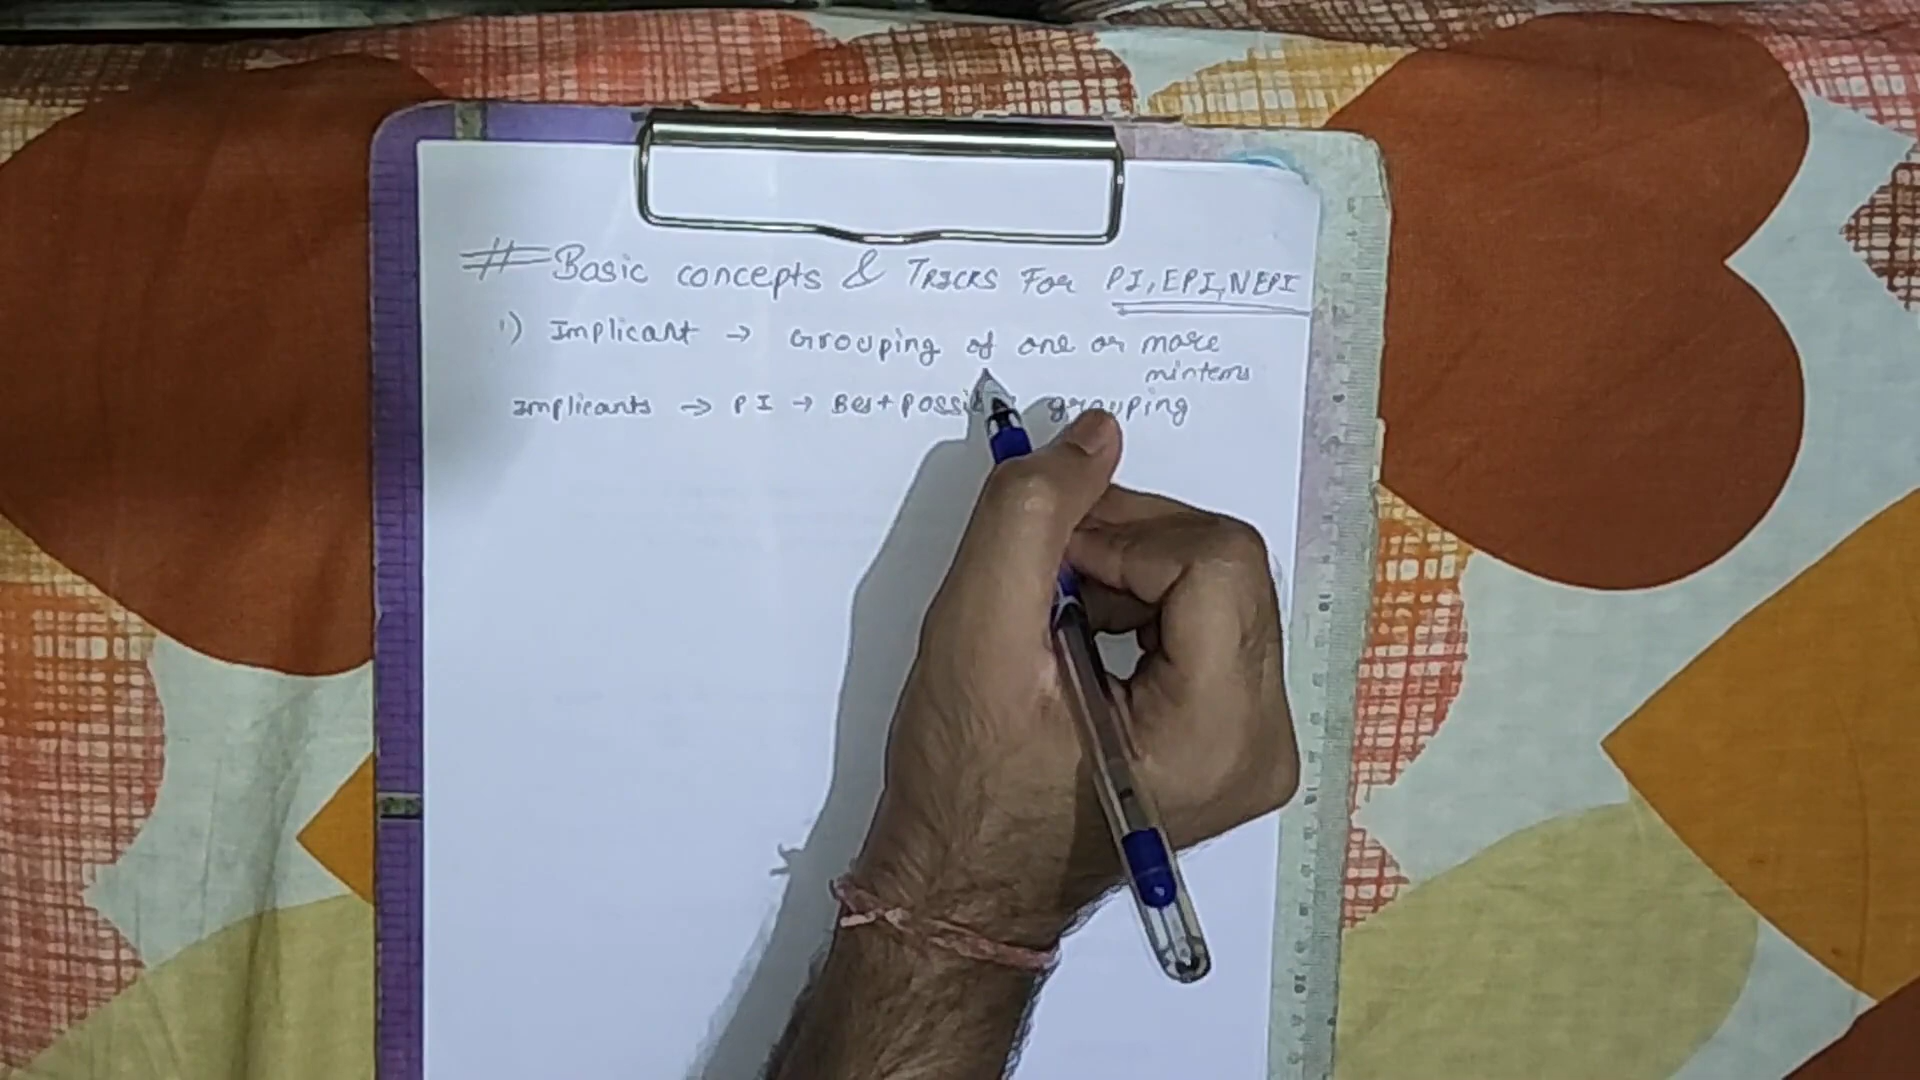 # Basic concepts & TRICKS FOR PI, EPI, NEPI
1) Implicant → Grouping of one or more
minterms
Implicants → PI → Best possible grouping